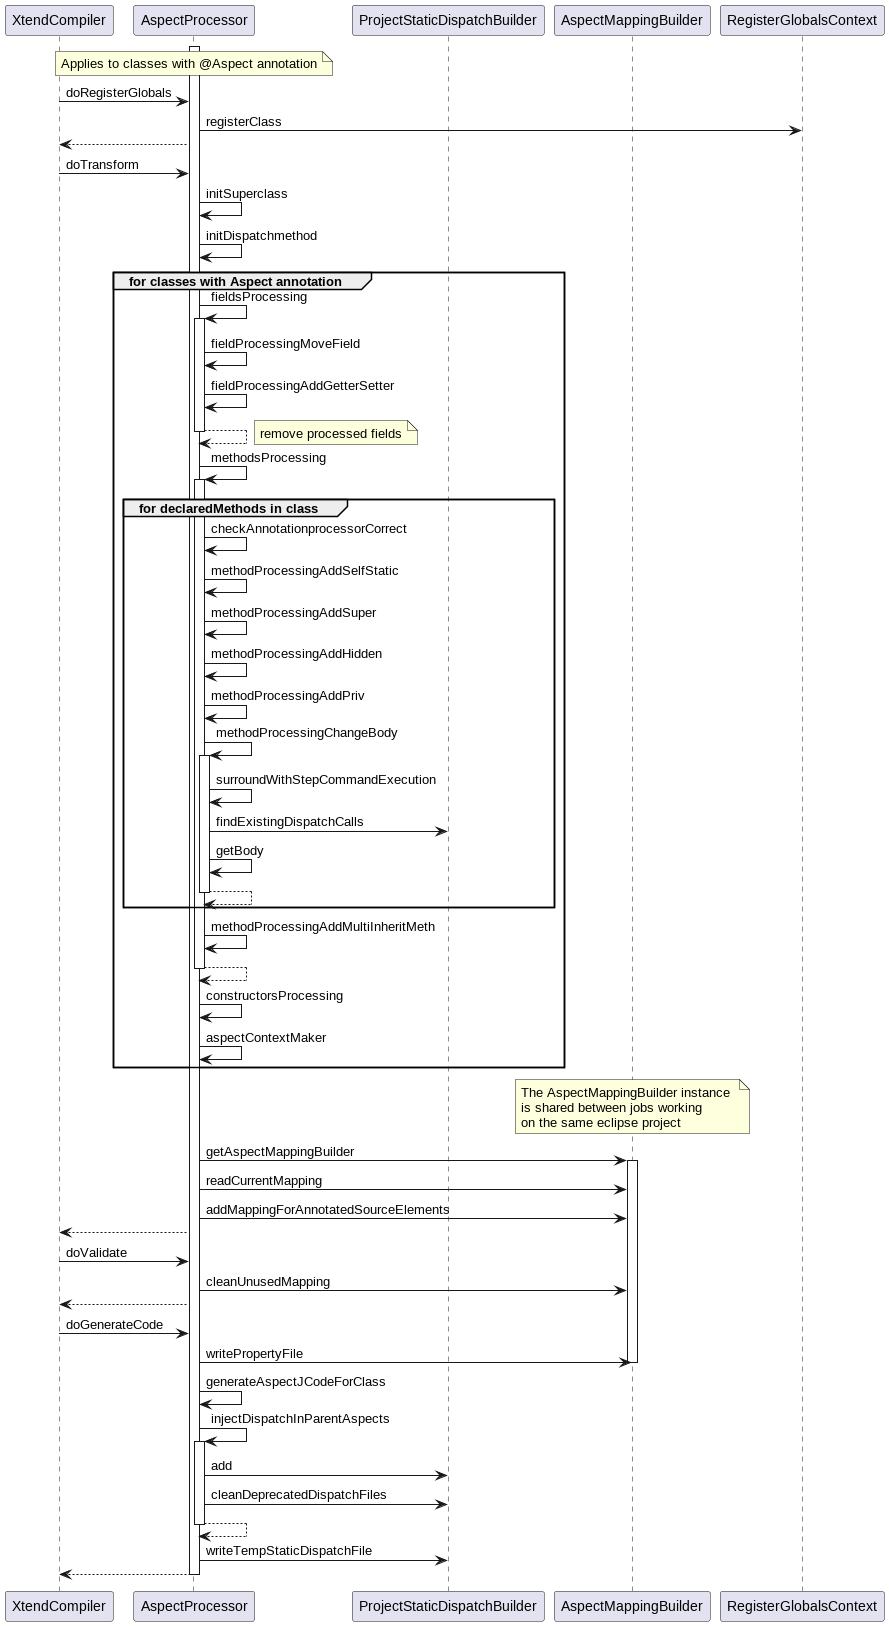 XtendCompiler
AspectProcessor
ProjectStaticDispatchBuilder
AspectMappingBuilder
RegisterGlobalsContext
Applies to classes with @Aspect annotation
doRegisterGlobals
registerClass
doTransform
initSuperclass
initDispatchmethod
for classes with Aspect annotation
fieldsProcessing
fieldProcessingMoveField
fieldProcessingAddGetterSetter
remove processed fields
methodsProcessing
for declaredMethods in class
checkAnnotationprocessorCorrect
methodProcessingAddSelfStatic
methodProcessingAddSuper
methodProcessingAddHidden
methodProcessingAddPriv
methodProcessingChangeBody
surroundWithStepCommandExecution
findExistingDispatchCalls
getBody
methodProcessingAddMultiInheritMeth
constructorsProcessing
aspectContextMaker
The AspectMappingBuilder instance
is shared between jobs working
on the same eclipse project
getAspectMappingBuilder
readCurrentMapping
addMappingForAnnotatedSourceElements
doValidate
cleanUnusedMapping
doGenerateCode
writePropertyFile
generateAspectJCodeForClass
injectDispatchInParentAspects
add
cleanDeprecatedDispatchFiles
writeTempStaticDispatchFile
XtendCompiler
AspectProcessor
ProjectStaticDispatchBuilder
AspectMappingBuilder
RegisterGlobalsContext